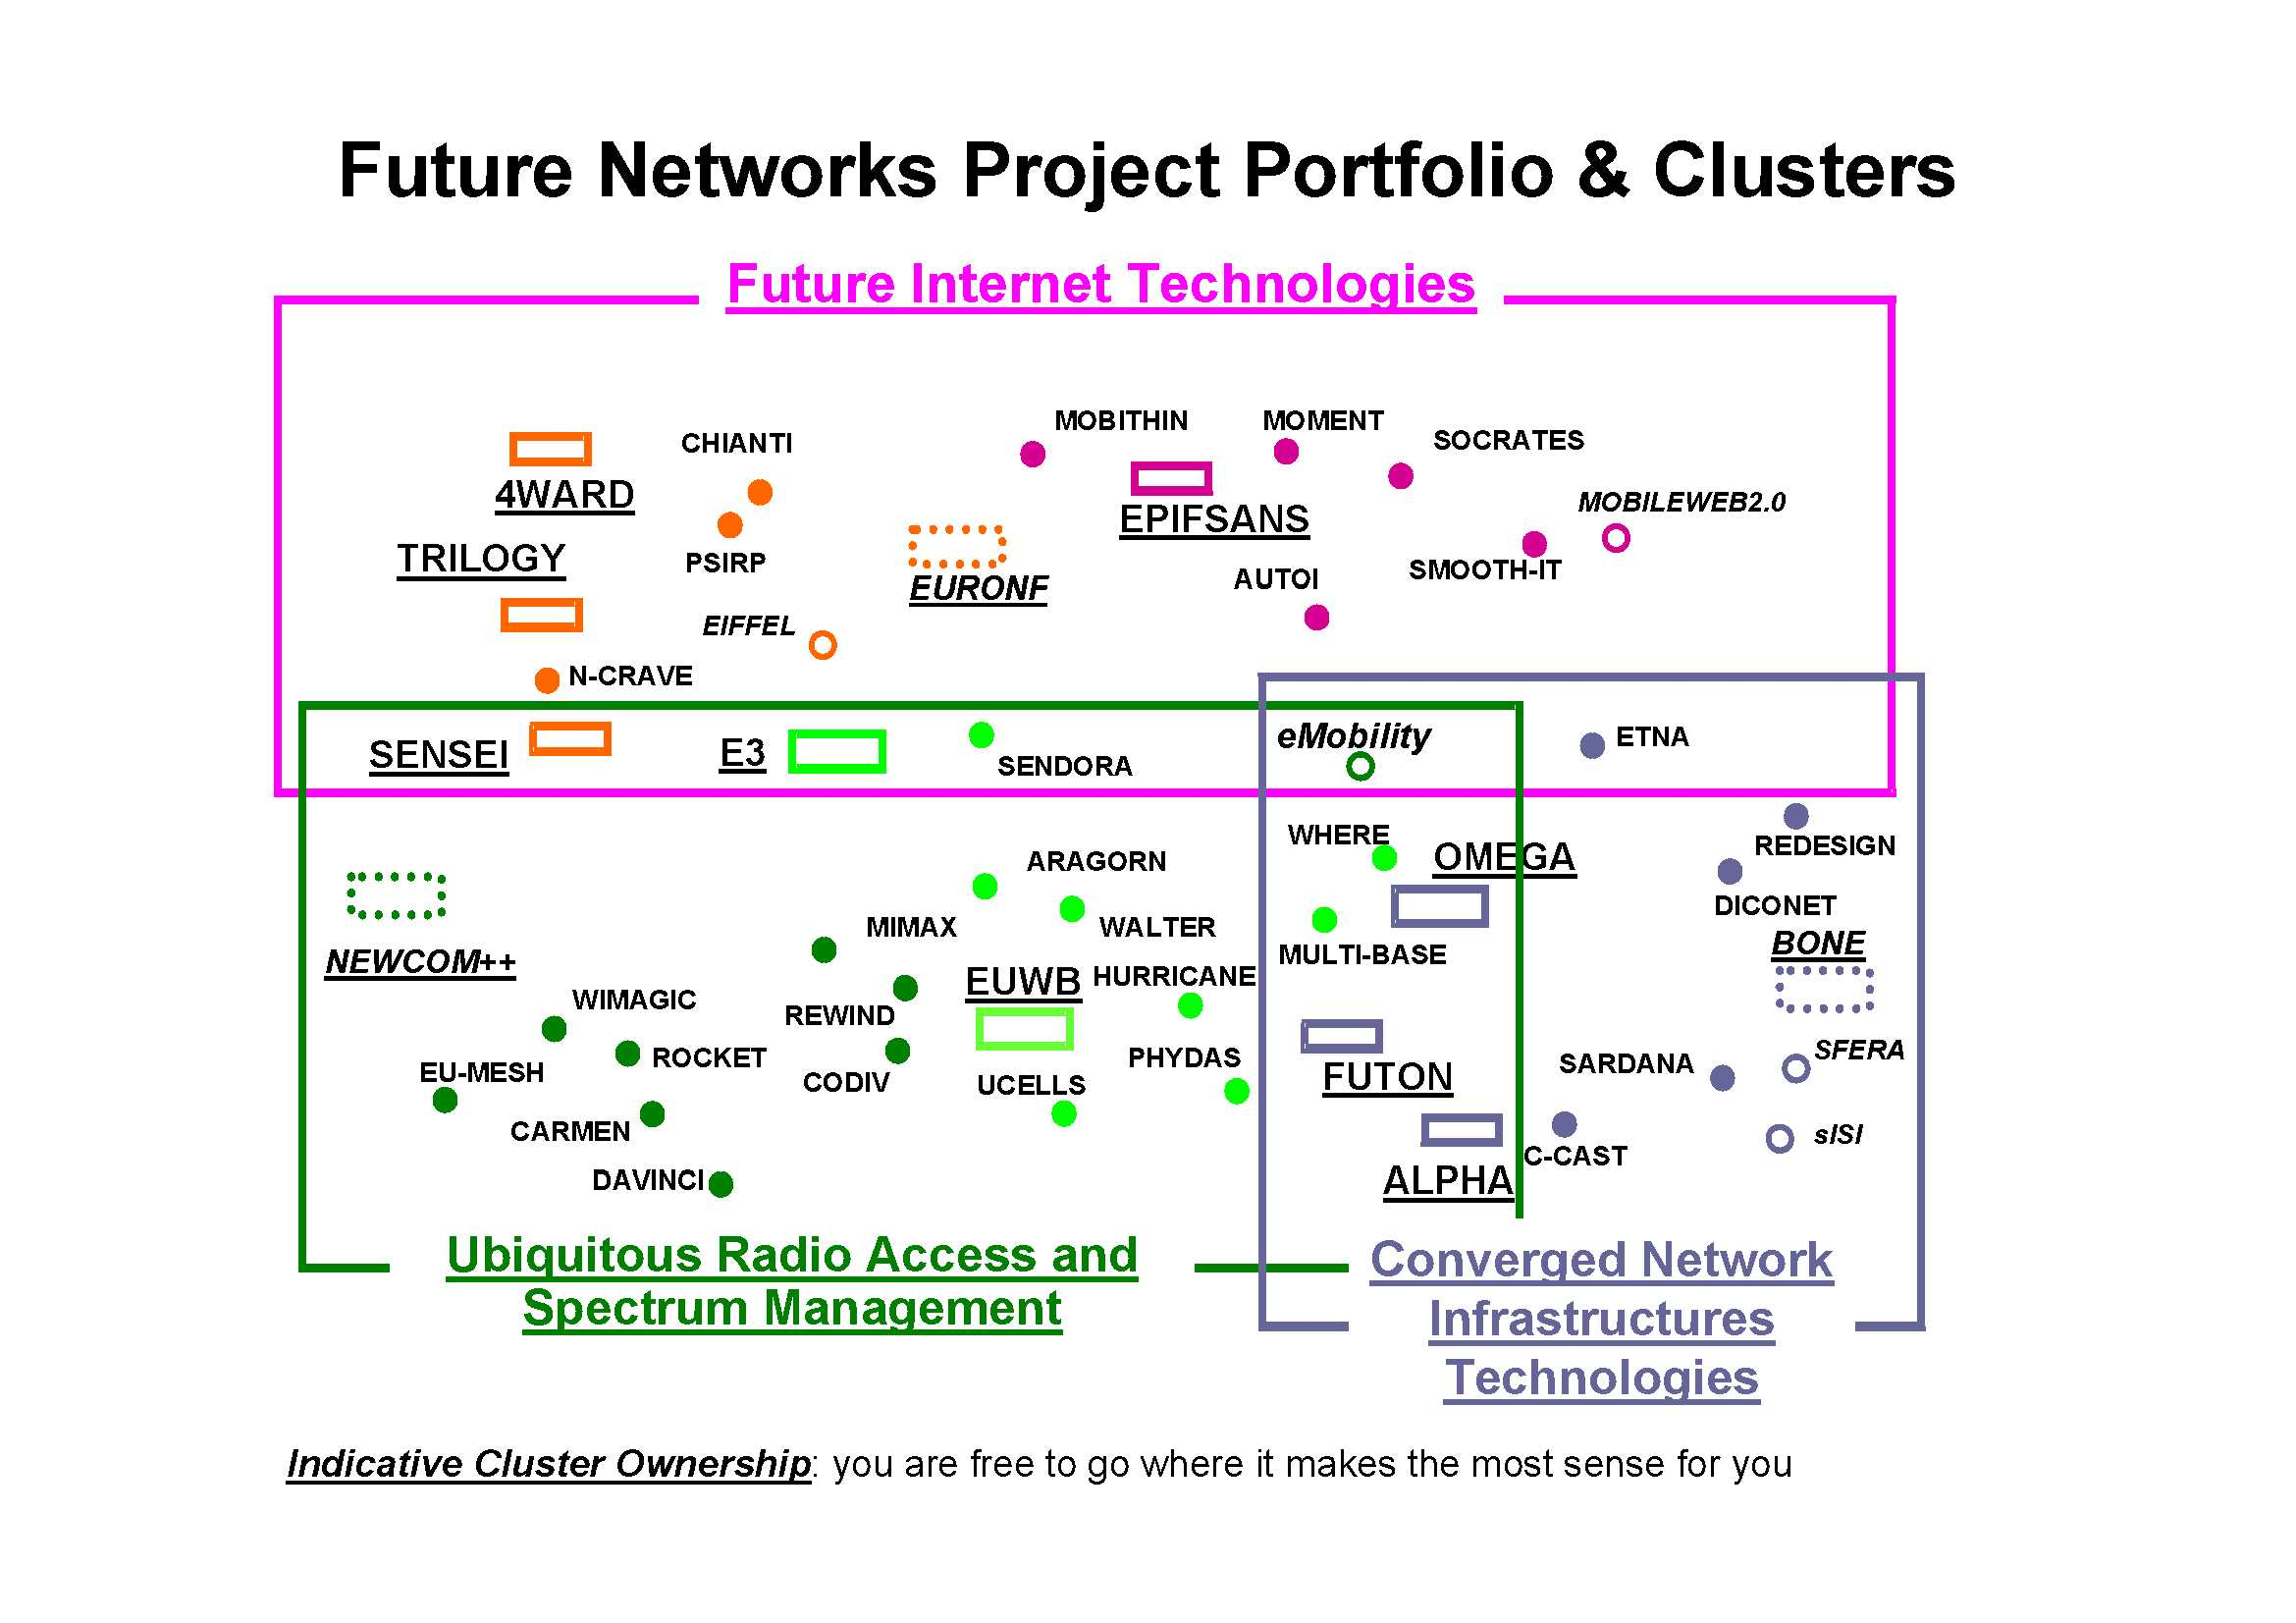 Future Networks Project Portfolio & Clusters
Future Internet Technologies
MOBITHIN
MOMENT
SOCRATES
CHIANTI
4WARD
MOBILEWEB2.0
EPIFSANS
TRILOGY
PSIRP
EURONF
SMOOTH-IT
AUTOI
EIFFEL
N-CRAVE
SENSEI
E3
SENDORA
eMobility
ETNA
WHERE
OMEGA
REDESIGN
ARAGORN
DICONET
MIMAX
WALTER
MULTI-BASE
BONE
NEWCOM++
EUWB
HURRICANE
WIMAGIC
REWIND
SFERA
EU-MESH
ROCKET
CODIV
UCELLS
PHYDAS
FUTON
SARDANA
CARMEN
sISI
C-CAST
DAVINCI
ALPHA
Ubiquitous Radio Access and
Spectrum Management
Converged Network
Infrastructures
Technologies
Indicative Cluster Ownership: you are free to go where it makes the most sense for you